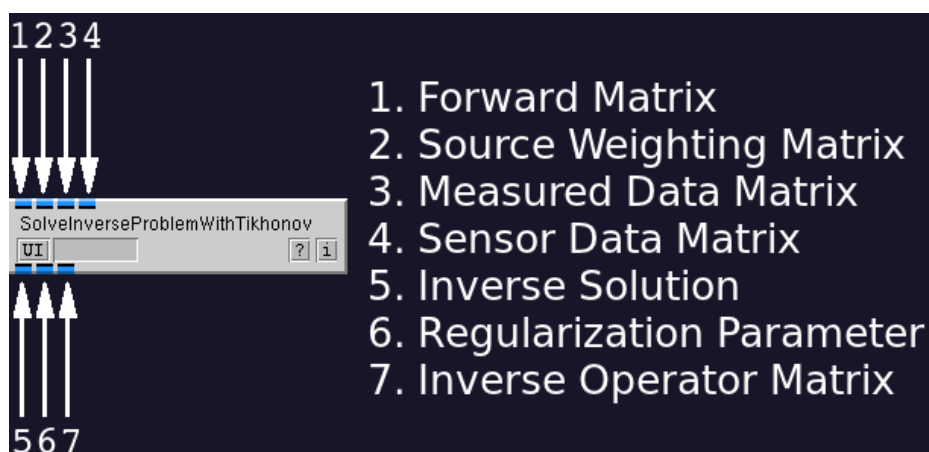 1234
1. Forward Matrix
2. Source Weighting Matrix
3. Measured Data Matrix
4. Sensor Data Matrix
5. Inverse Solution
6. Regularization Parameter
7. Inverse Operator Matrix
SolveInverseProblemWithTikhonov
UI ? i
567